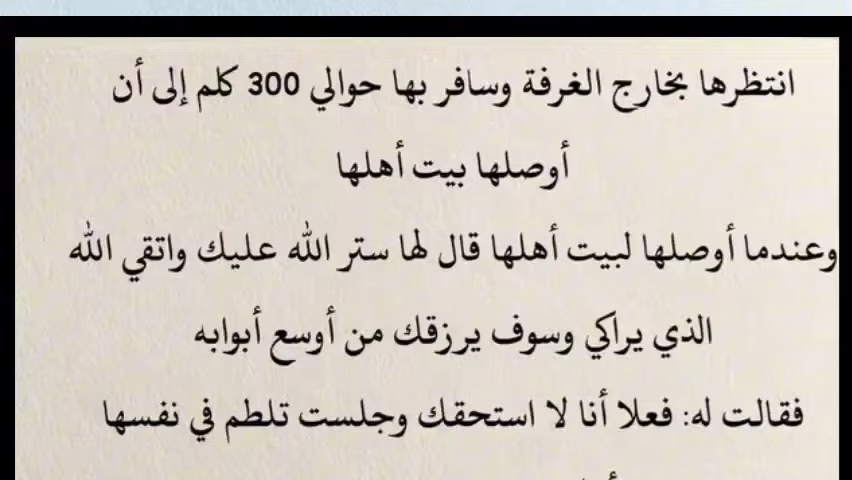 انتظرها بخارج الغرفة وسافر بها حوالي 300 كلم إلى أن
أوصلها بيت أهلها
وعندما أوصلها لبيت أهلها قال لها ستر الله عليك واتقي الله
الذي يراكي وسوف يرزقك من أوسع أبوابه
فقالت له: فعلا أنا لا استحقك وجلست تلطم في نفسها